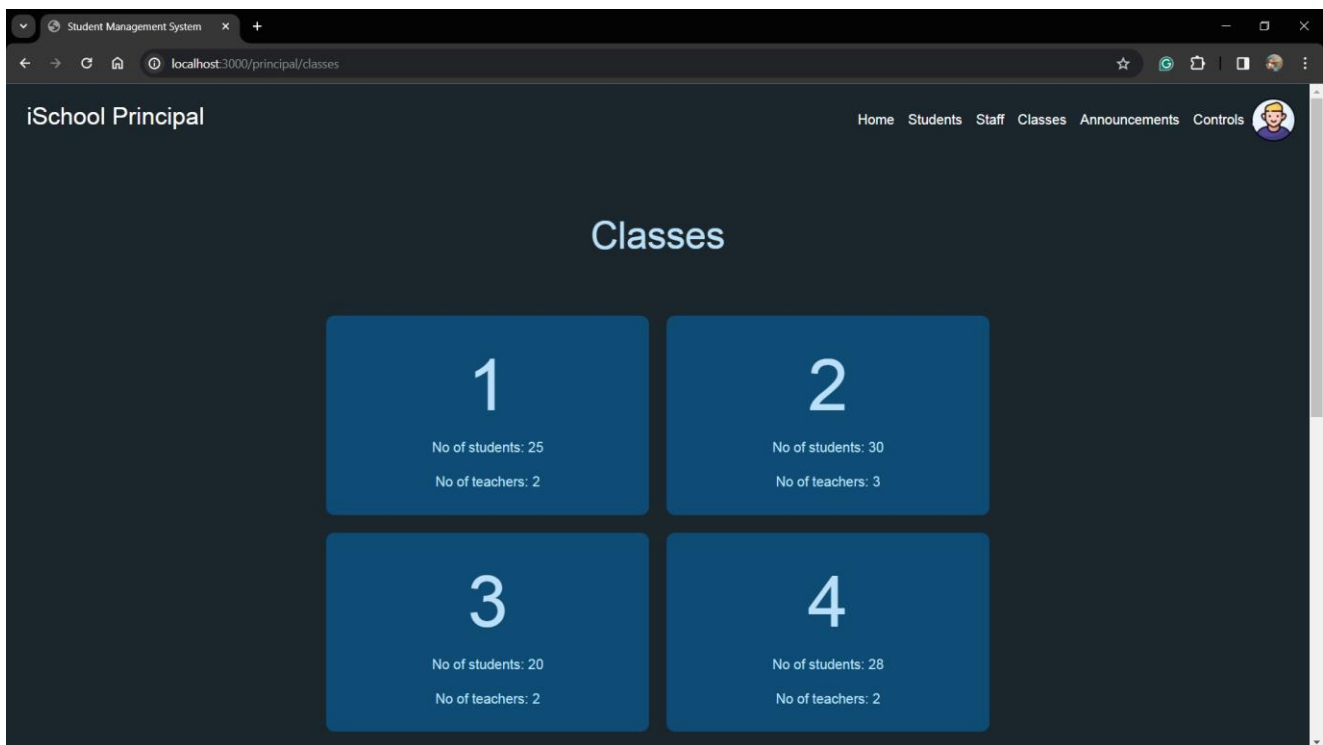 Student Management System
localhost:3000/principal/classes
iSchool Principal
Home Students Staff Classes Announcements Controls
Classes
1
No of students: 25
No of teachers: 2
2
No of students: 30
No of teachers: 3
3
No of students: 20
No of teachers: 2
4
No of students: 28
No of teachers: 2